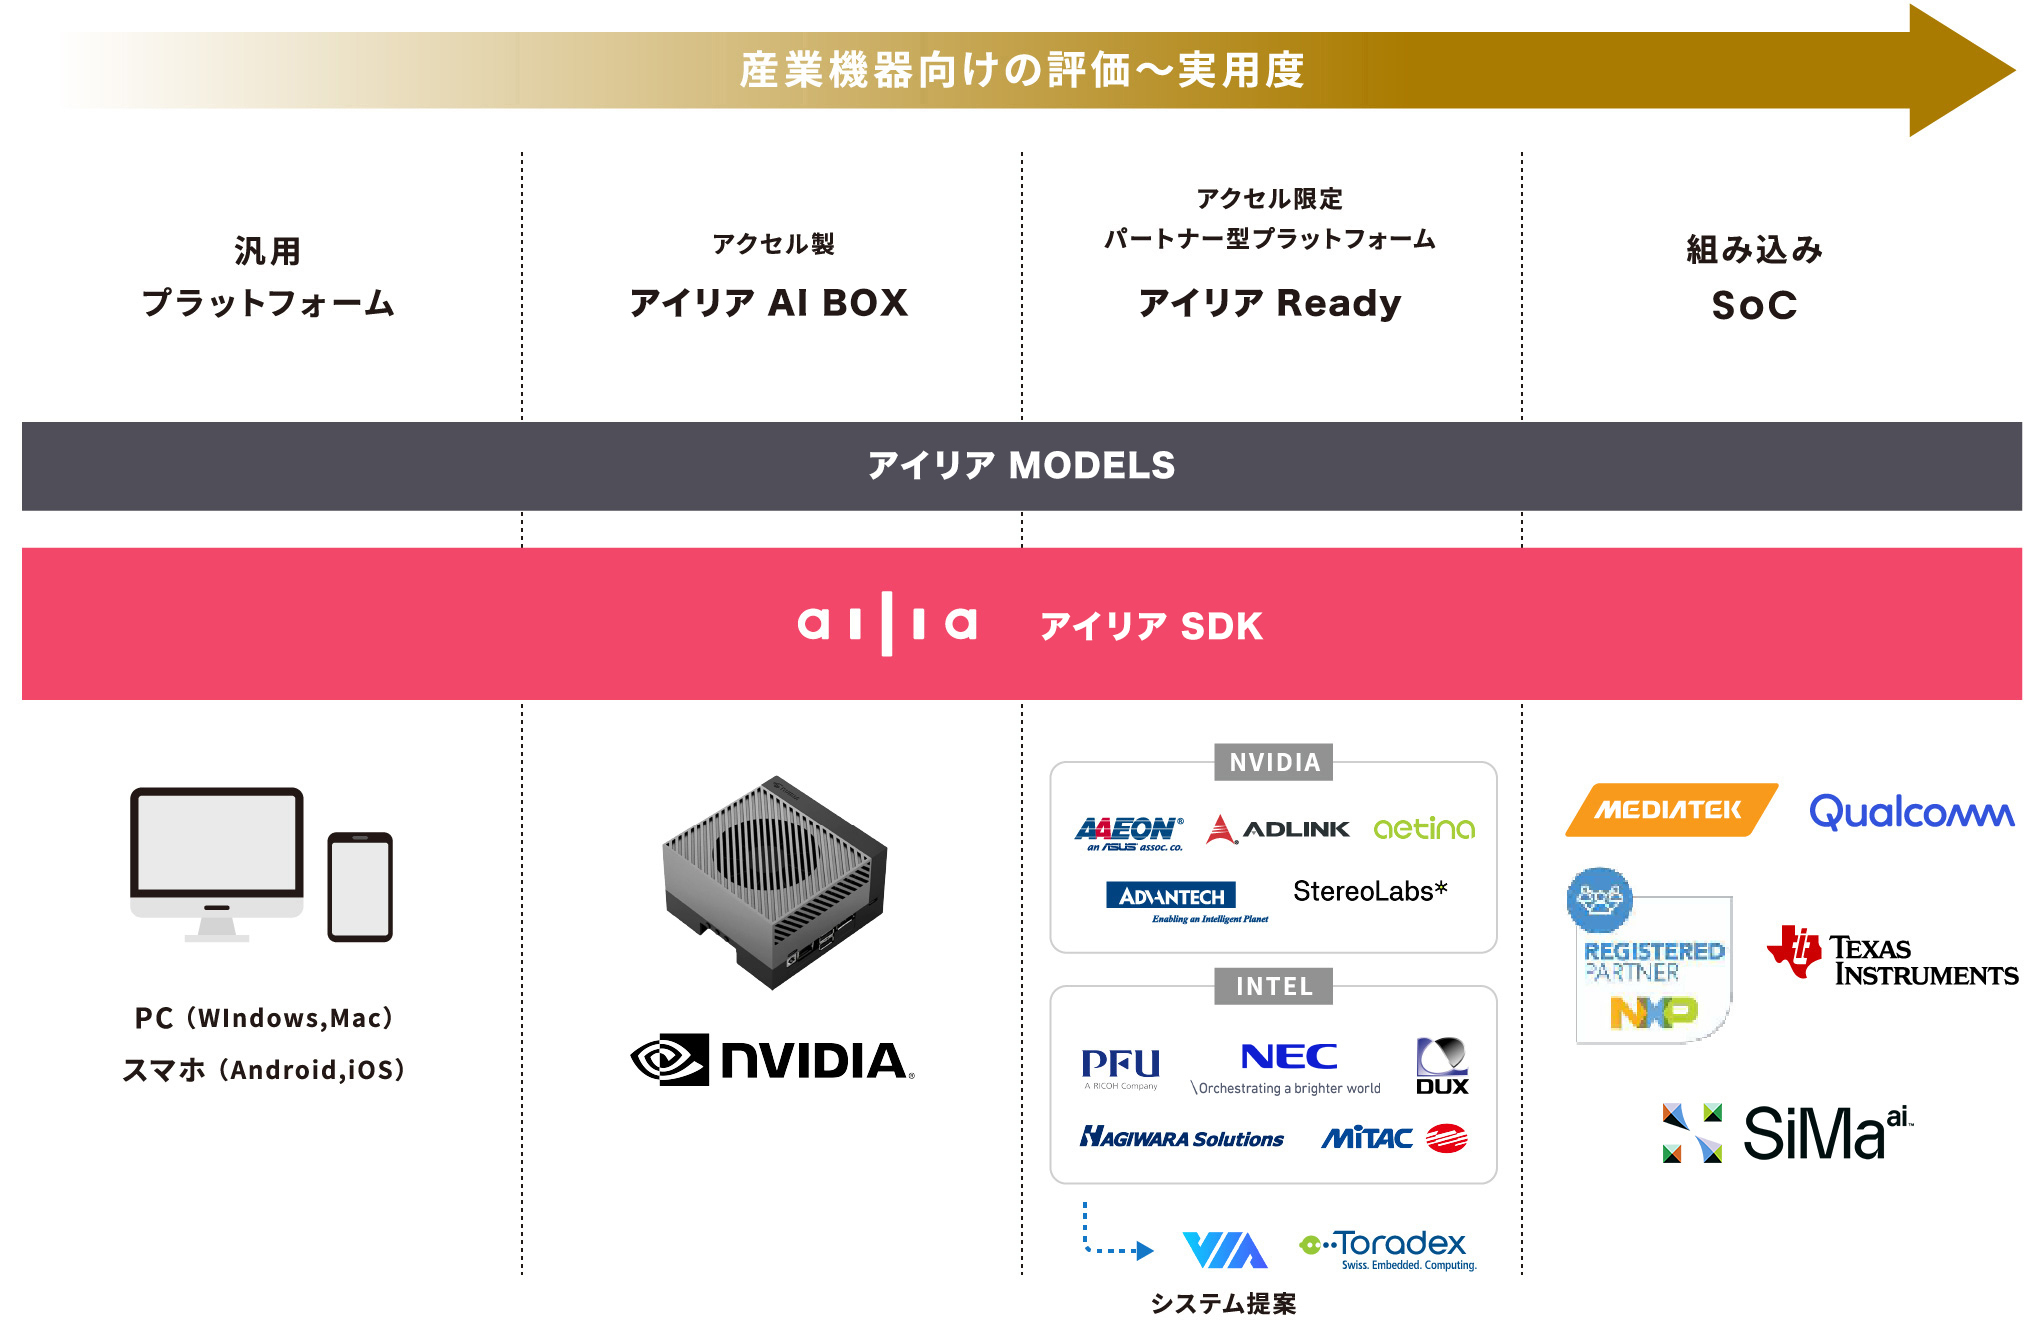 産業機器向けの評価～実用度
汎用
プラットフォーム
アクセル製
アイリア AI BOX
アクセル限定
パートナー型プラットフォーム
アイリア Ready
組み込み
SoC
アイリア MODELS
ailia アイリア SDK
PC（WIndows,Mac）
スマホ（Android,iOS）
NVIDIA
NVIDIA
AAEON
an ASUS assoc. co.
ADLINK
aetina
ADVANTECH
Enabling an Intelligent Planet
StereoLabs*
INTEL
PFU
A RICOH Company
NEC
\Orchestrating a brighter world
DUX
HAGIWARA Solutions
MiTAC
VIA
Toradex
Swiss. Embedded. Computing.
システム提案
MEDIATEK
Qualcomm
REGISTERED
PARTNER
NXP
TEXAS
INSTRUMENTS
SiMa ai™